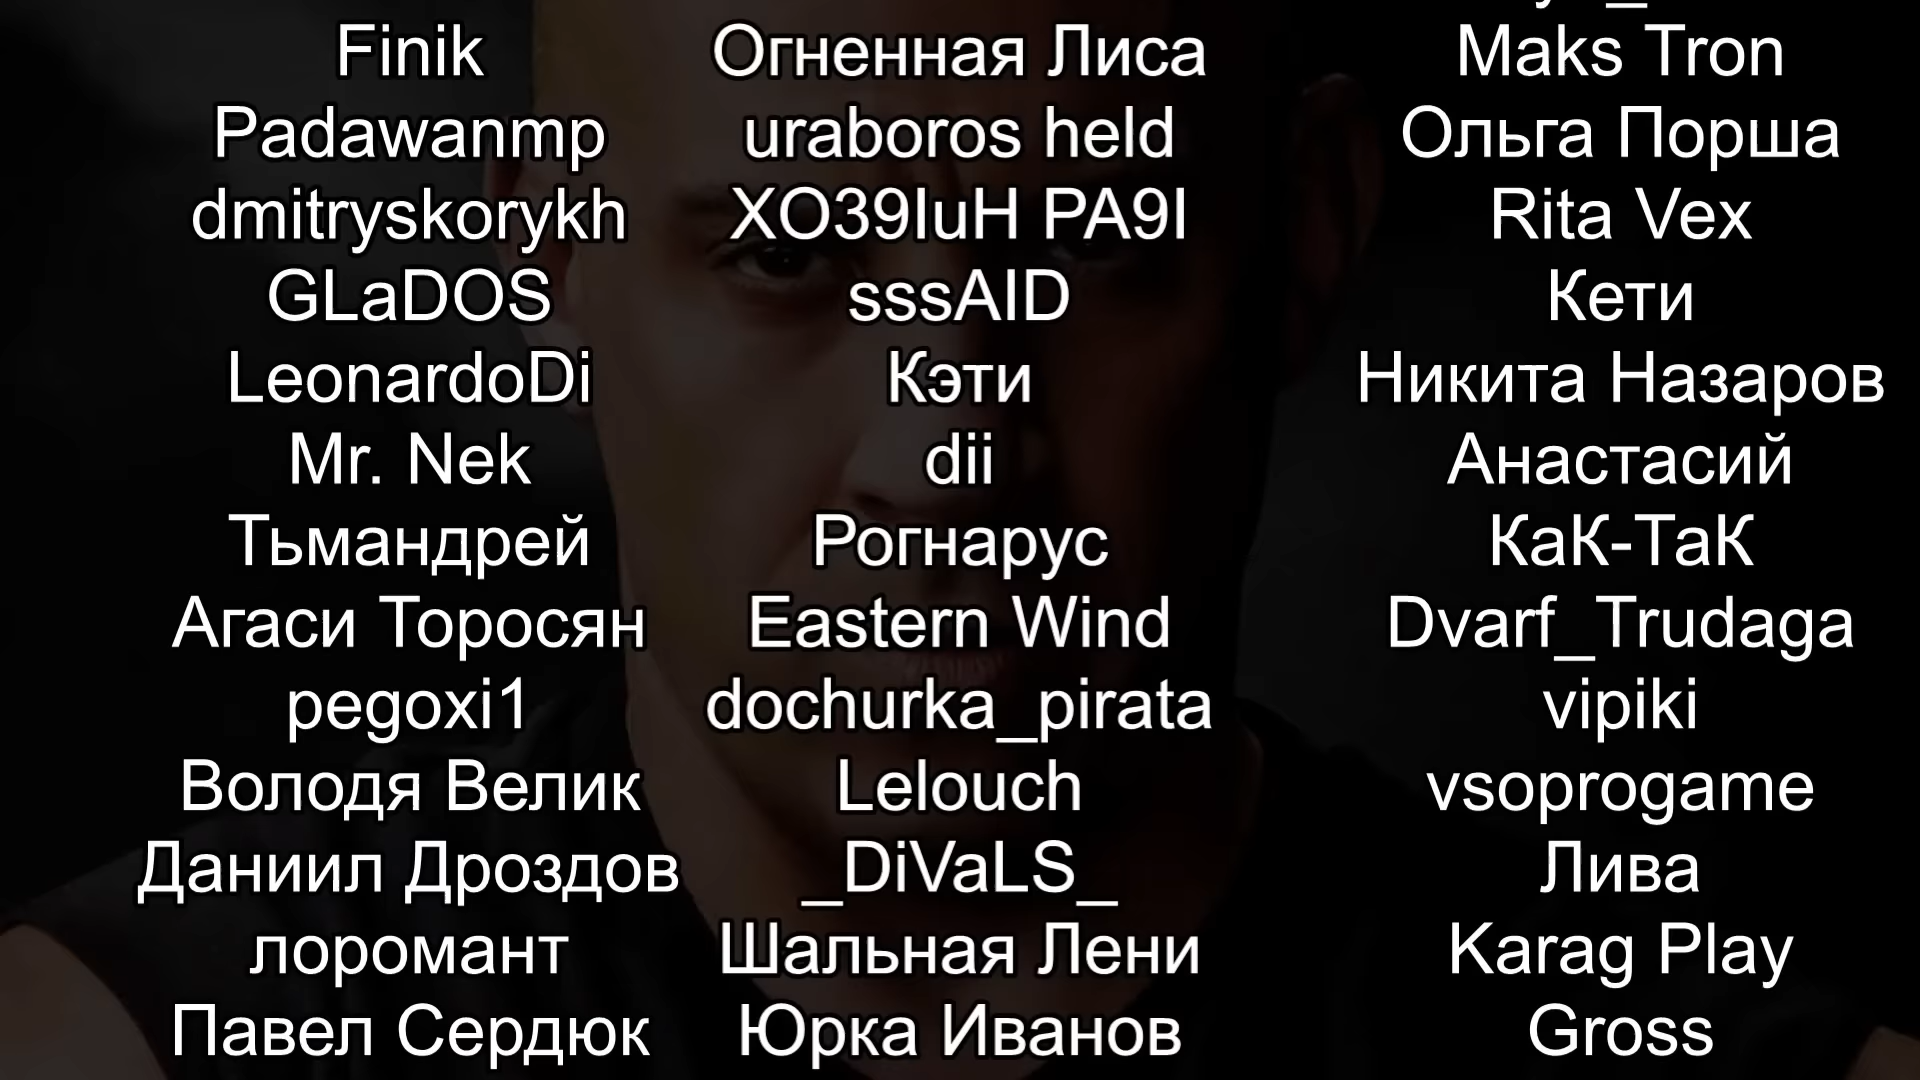 Finik
Padawanmp
dmitryskorykh
GLaDOS
LeonardoDi
Mr. Nek
Тьмандрей
Агаси Торосян
pegoxi1
Володя Велик
Даниил Дроздов
лоромант
Павел Сердюк
Огненная Лиса
uraboros held
XO39IuH PA9I
sssAID
Кэти
dii
Рогнарус
Eastern Wind
dochurka_pirata
Lelouch
_DiVaLS_
Шальная Лени
Юрка Иванов
Maks Tron
Ольга Порша
Rita Vex
Кети
Никита Назаров
Анастасий
КаК-ТаК
Dvarf_Trudaga
vipiki
vsoprogame
Лива
Karag Play
Gross